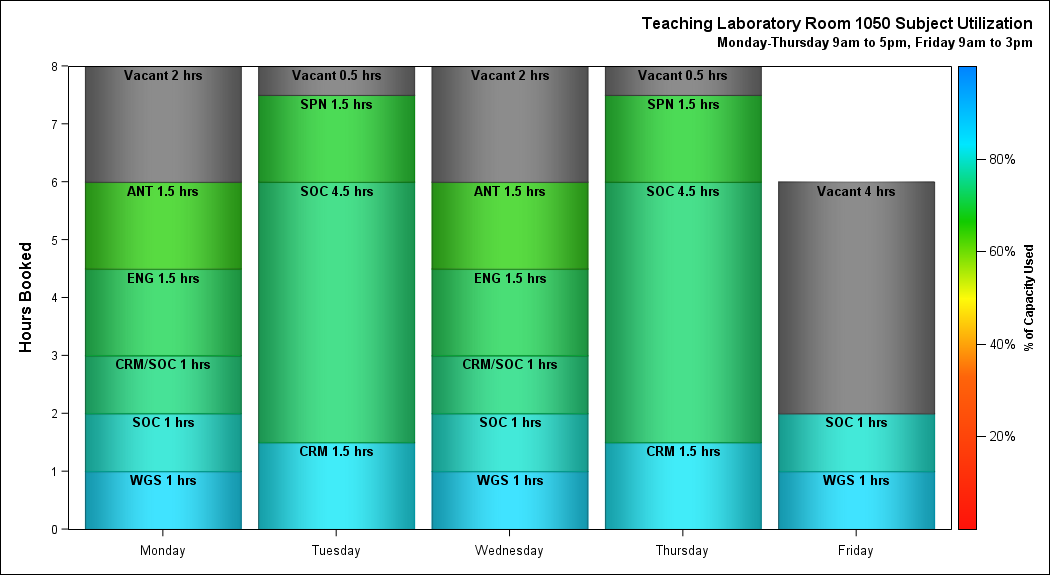 Teaching Laboratory Room 1050 Subject Utilization
Monday-Thursday 9am to 5pm, Friday 9am to 3pm
Hours Booked
8
7
6
5
4
3
2
1
0
Vacant 2 hrs
ANT 1.5 hrs
ENG 1.5 hrs
CRM/SOC 1 hrs
SOC 1 hrs
WGS 1 hrs
Monday
Vacant 0.5 hrs
SPN 1.5 hrs
SOC 4.5 hrs
CRM 1.5 hrs
Tuesday
Vacant 2 hrs
ANT 1.5 hrs
ENG 1.5 hrs
CRM/SOC 1 hrs
SOC 1 hrs
WGS 1 hrs
Wednesday
Vacant 0.5 hrs
SPN 1.5 hrs
SOC 4.5 hrs
CRM 1.5 hrs
Thursday
Vacant 4 hrs
SOC 1 hrs
WGS 1 hrs
Friday
80%
60%
40%
20%
% of Capacity Used